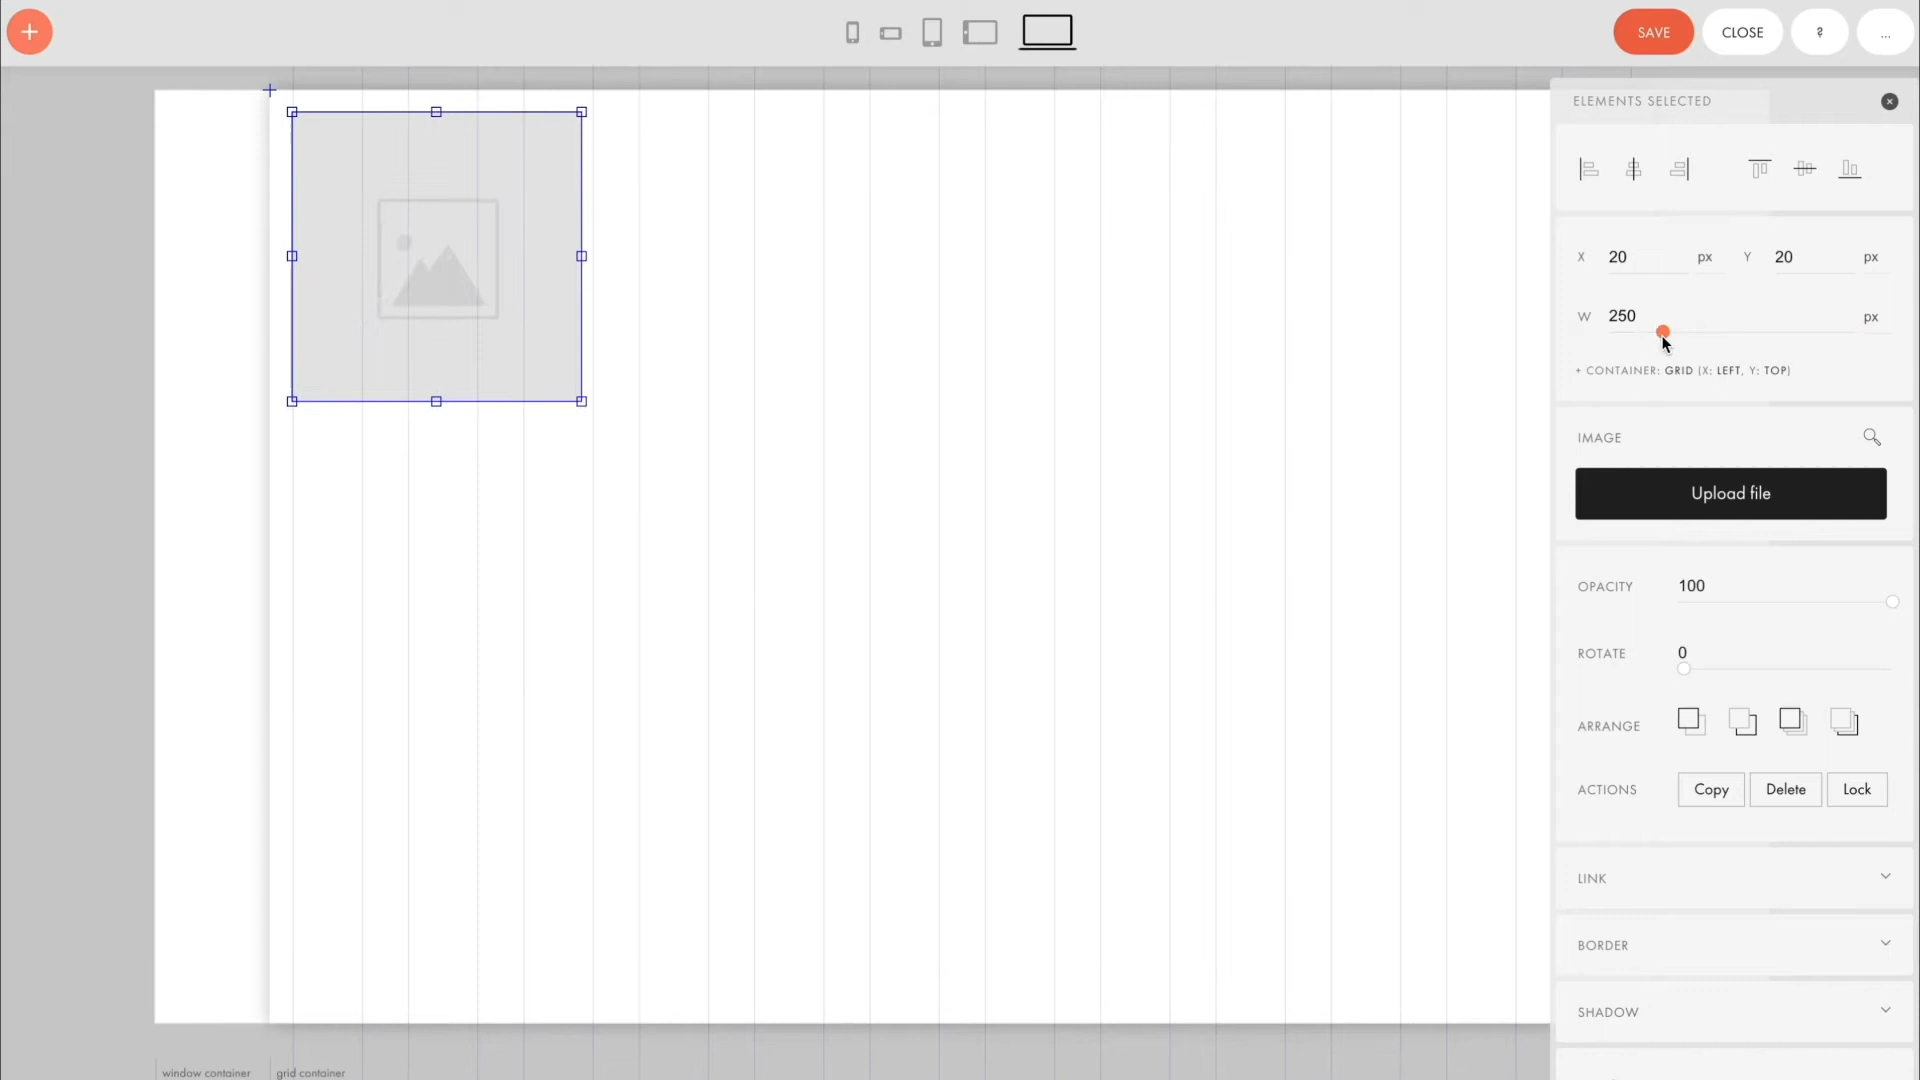 SAVE
CLOSE
?
...
ELEMENTS SELECTED
X 20 px Y 20 px
W 250 px
+ CONTAINER: GRID (X: LEFT, Y: TOP)
IMAGE
Upload file
OPACITY 100
ROTATE 0
ARRANGE
ACTIONS Copy Delete Lock
LINK
BORDER
SHADOW
window container grid container